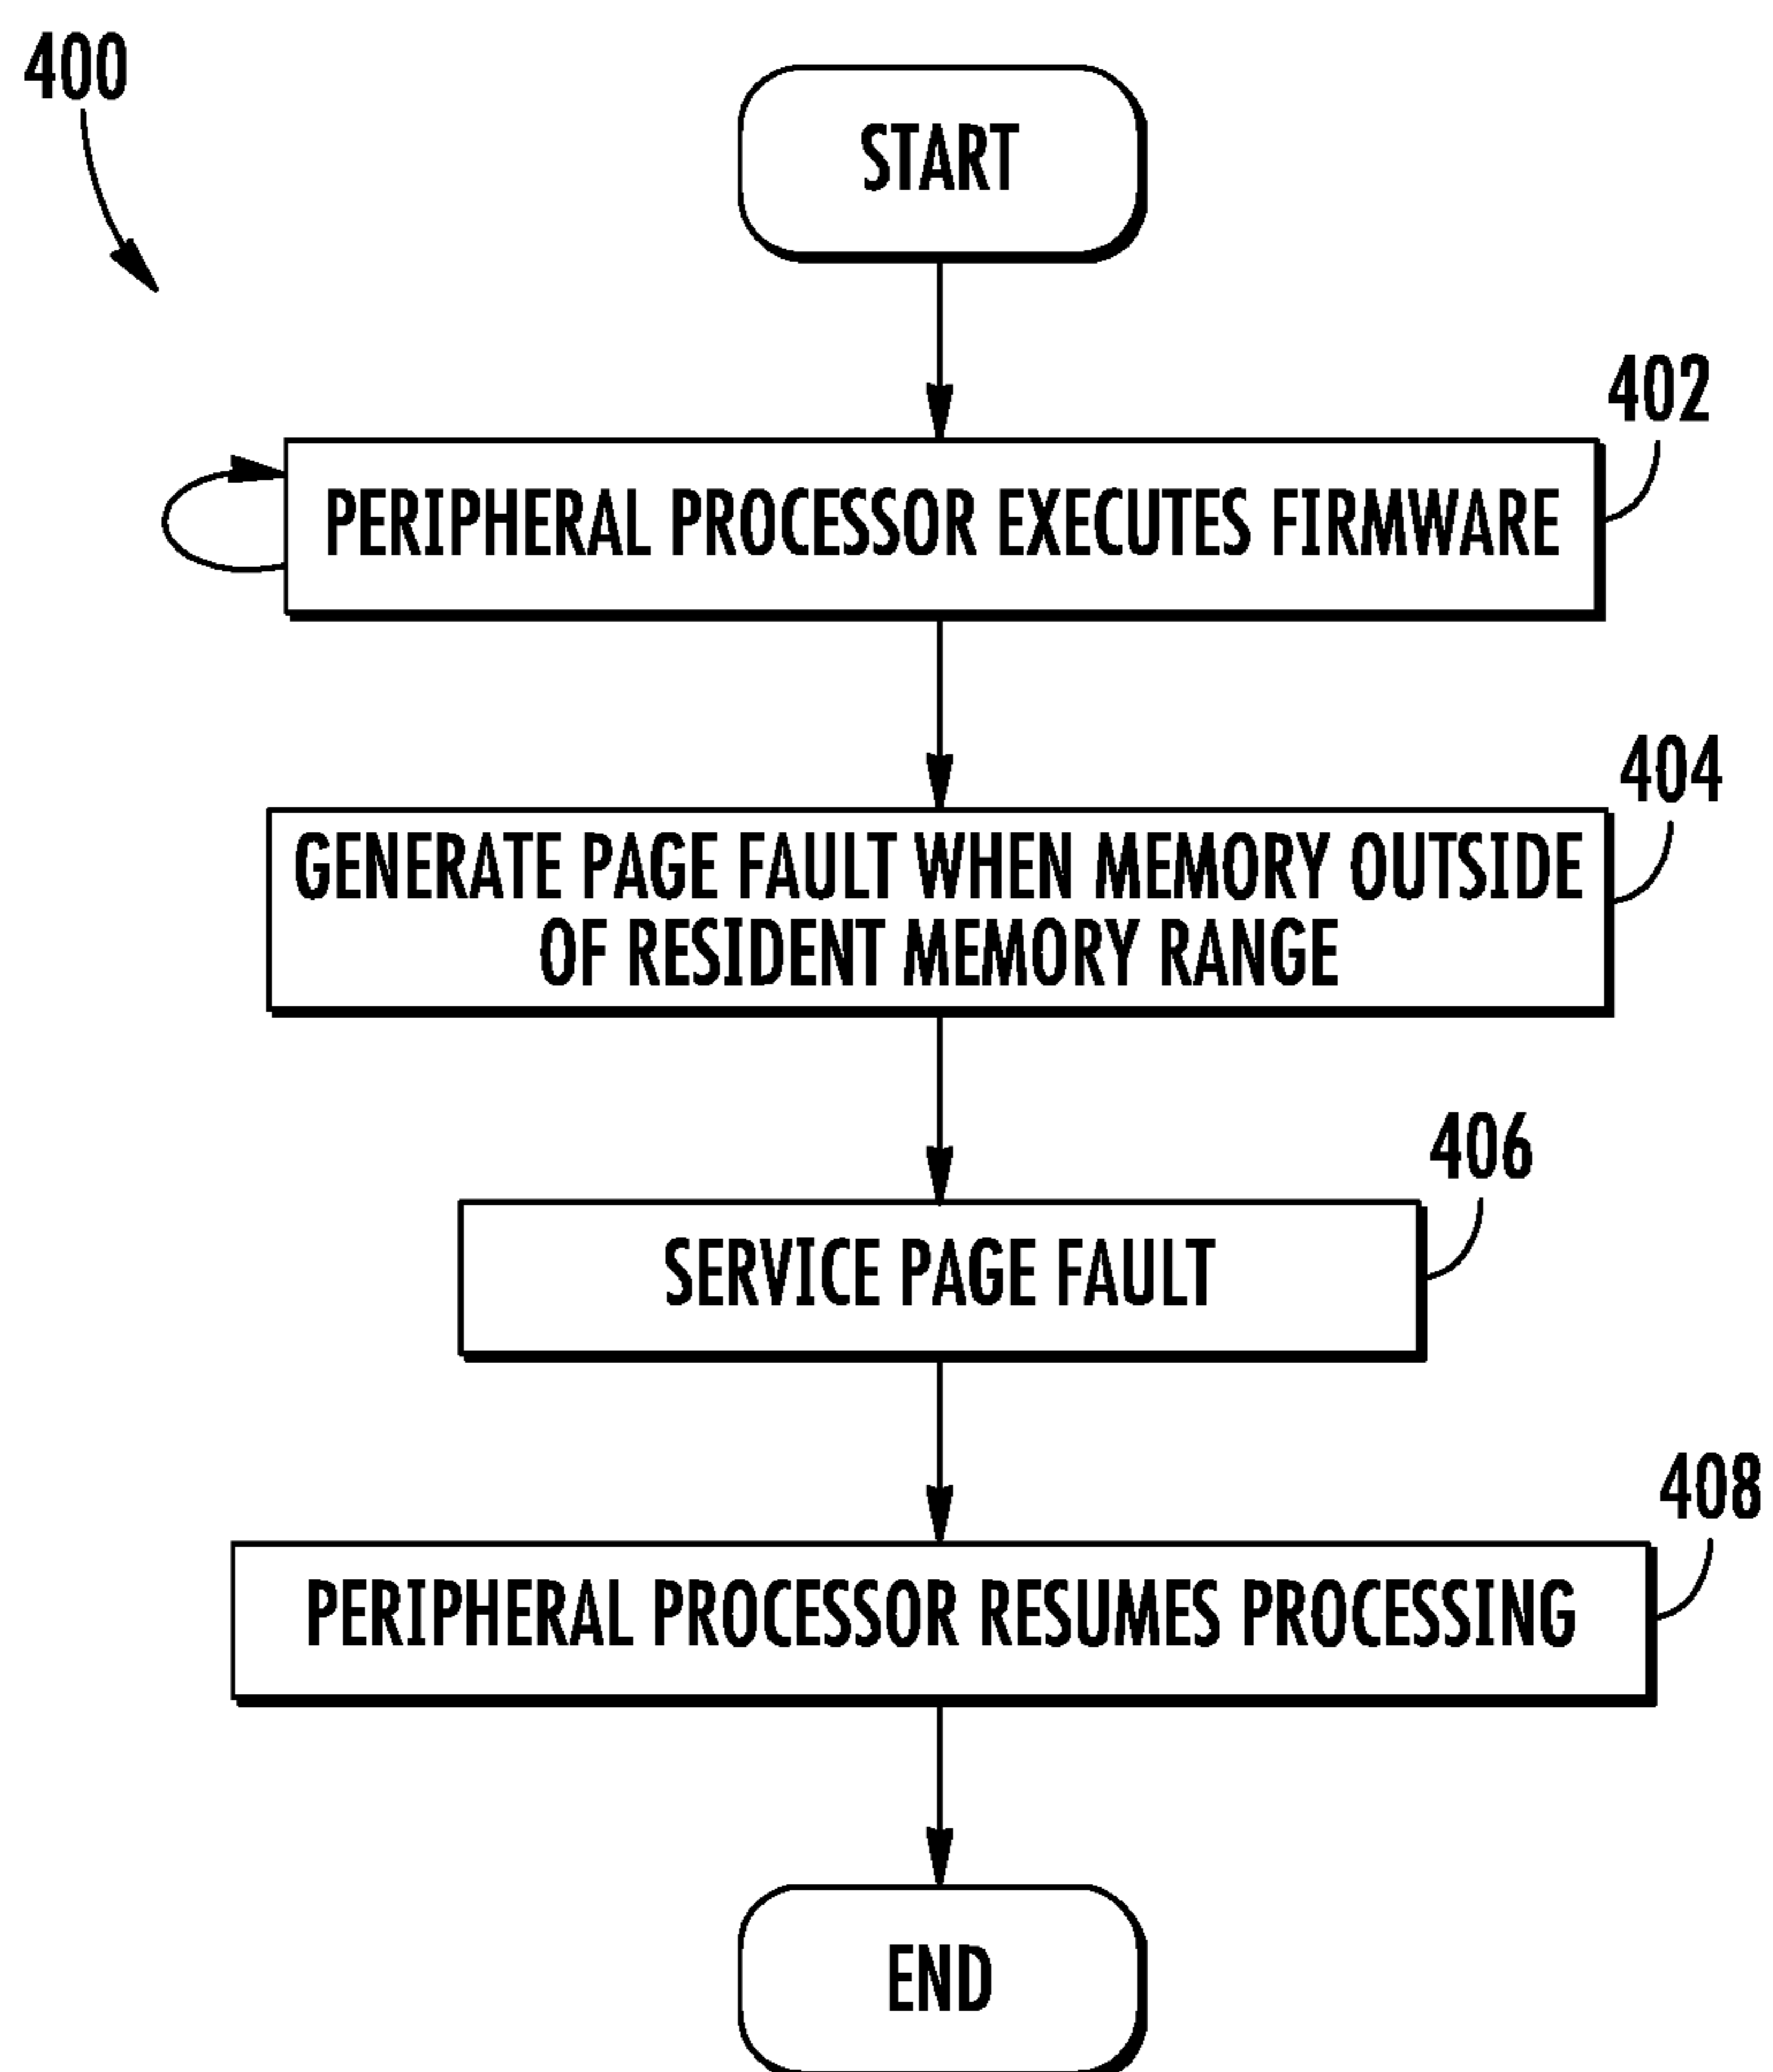 400
START
402
PERIPHERAL PROCESSOR EXECUTES FIRMWARE
404
GENERATE PAGE FAULT WHEN MEMORY OUTSIDE
OF RESIDENT MEMORY RANGE
406
SERVICE PAGE FAULT
408
PERIPHERAL PROCESSOR RESUMES PROCESSING
END